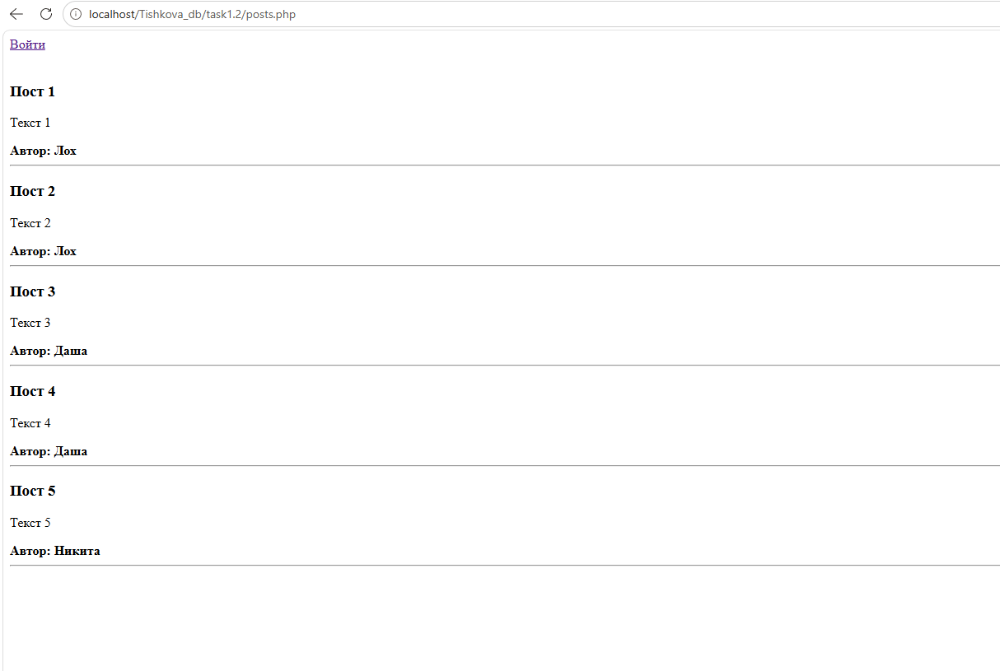 localhost/Tishkova_db/task1.2/posts.php
Войти
Пост 1
Текст 1
Автор: Лох
Пост 2
Текст 2
Автор: Лох
Пост 3
Текст 3
Автор: Даша
Пост 4
Текст 4
Автор: Даша
Пост 5
Текст 5
Автор: Никита